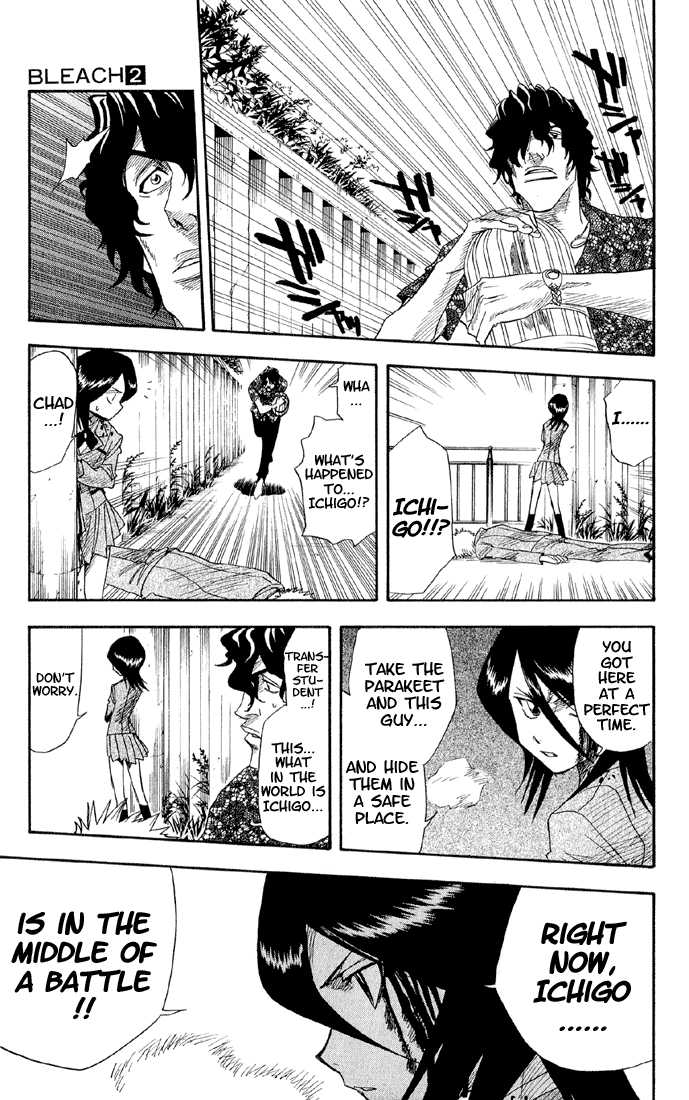 BLEACH 2
I......
ICHI-
GO!!?
WHA
...
WHAT'S
HAPPENED
TO...
ICHIGO!?
CHAD
...!
YOU
GOT
HERE
AT A
PERFECT
TIME.
TAKE THE
PARAKEET
AND THIS
GUY...
AND HIDE
THEM IN
A SAFE
PLACE.
TRANS-
FER
STU-
DENT
...!
THIS...
WHAT
IN THE
WORLD IS
ICHIGO...
DON'T
WORRY.
RIGHT
NOW,
ICHIGO
......
IS IN THE
MIDDLE OF
A BATTLE
!!